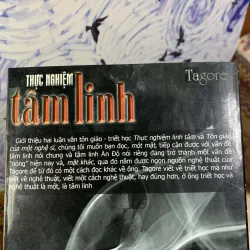 THỰC NGHIỆM
tâm linh
Tagore
Giới thiệu hai luận văn tôn giáo - triết học Thực nghiệm linh tâm và Tôn giáo
của một nghệ sĩ, chúng tôi muốn bạn đọc, một mặt, tiếp cận được với vấn đề
tâm linh nói chung và tâm linh Ấn Độ nói riêng đang trở thành một vấn đề
"nóng" hiện nay và, mặt khác, qua đó nắm được ngọn nguồn nghệ thuật của
Tagore để từ đó có một cách đọc khác về ông. Tagore viết về triết học mà như
viết về nghệ thuật, viết một cách nghệ thuật, hay đúng hơn, ở ông triết học và
nghệ thuật là một, là tâm linh